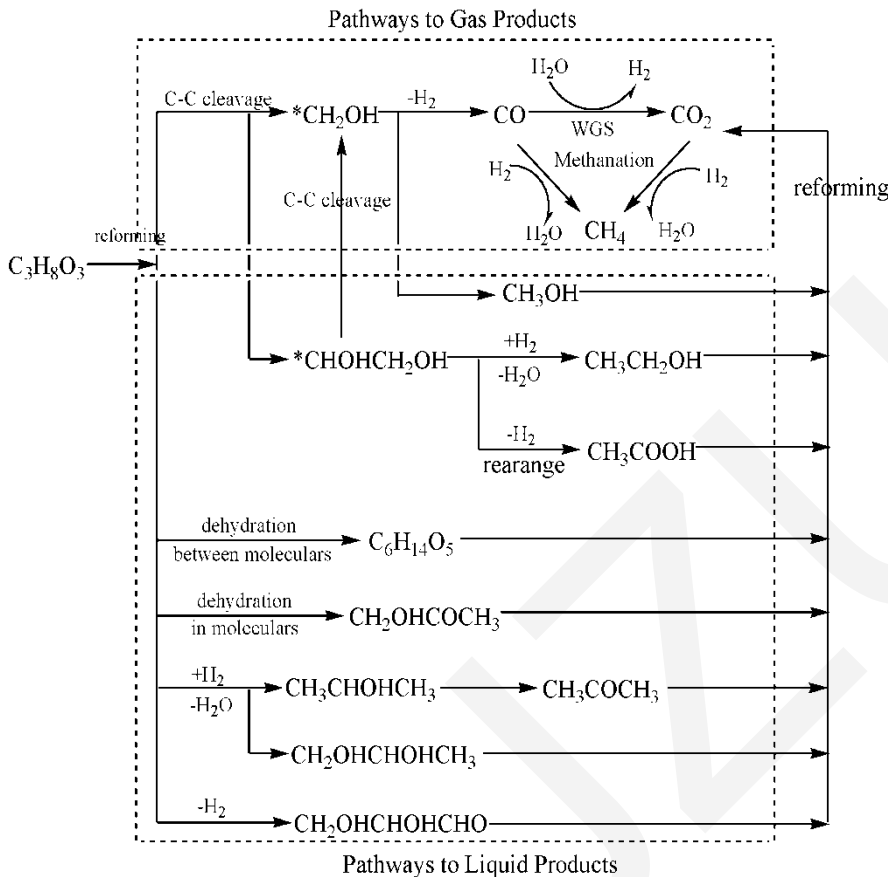 Pathways to Gas Products
H₂O H₂
C-C cleavage *CH₂OH -H₂ CO WGS CO₂
Methanation
H₂ H₂
C-C cleavage
reforming
H₂O CH₄ H₂O
reforming
C₃H₈O₃
CH₃OH
*CHOHCH₂OH +H₂ -H₂O CH₃CH₂OH
-H₂
rearange
CH₃COOH
dehydration
between moleculars
C₆H₁₄O₅
dehydration
in moleculars
CH₂OHCOCH₃
+H₂
-H₂O
CH₃CHOHCH₃ CH₃COCH₃
CH₂OHCHOHCH₃
-H₂
CH₂OHCHOHCHO
Pathways to Liquid Products